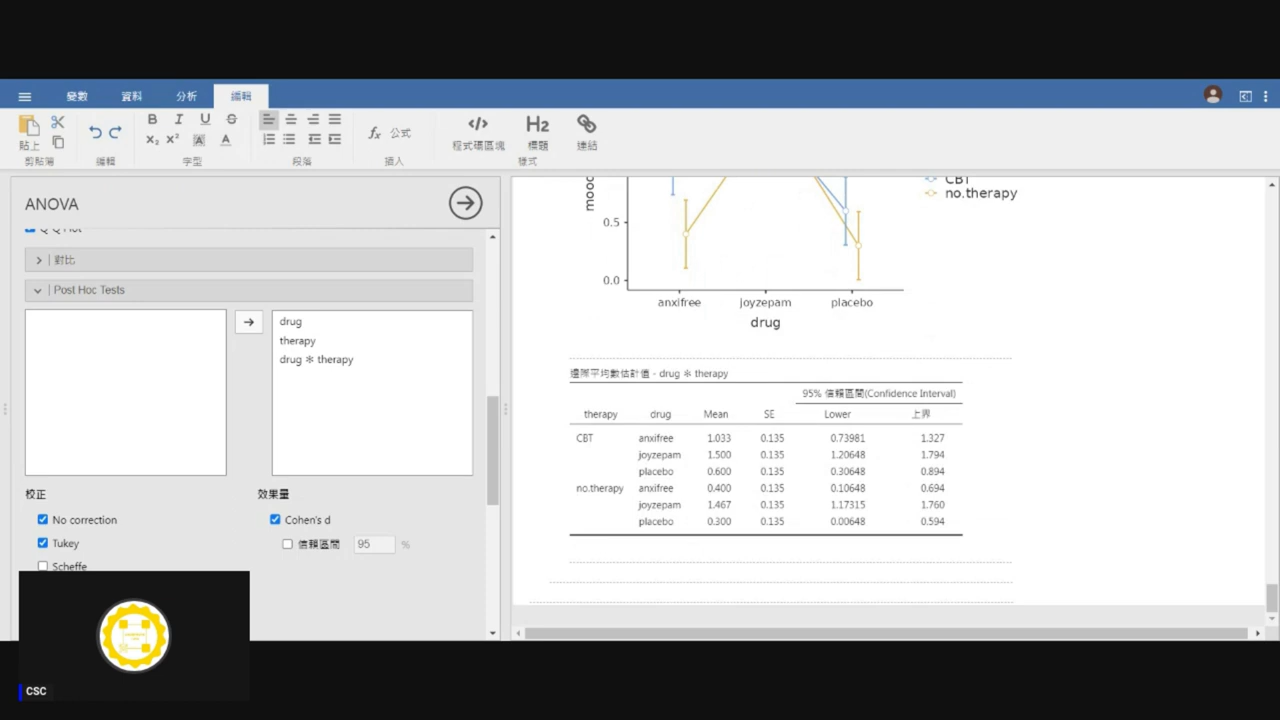 變數 資料 分析 編輯
貼上 B I U S 公式 程式碼區塊 H2 標題 連結
剪貼簿 編輯 字型 段落 插入 樣式
ANOVA
Q-Q Plot
對比
Post Hoc Tests
drug
therapy
drug ✻ therapy
校正
No correction
Tukey
Scheffe
效果量
Cohen's d
信賴區間 95 %
CSC
CBT
no.therapy
mood
0.5
0.0
anxifree joyzepam placebo
drug
邊際平均數估計值 - drug ✻ therapy
95% 信賴區間(Confidence Interval)
therapy drug Mean SE Lower 上界
CBT anxifree 1.033 0.135 0.73981 1.327
joyzepam 1.500 0.135 1.20648 1.794
placebo 0.600 0.135 0.30648 0.894
no.therapy anxifree 0.400 0.135 0.10648 0.694
joyzepam 1.467 0.135 1.17315 1.760
placebo 0.300 0.135 0.00648 0.594